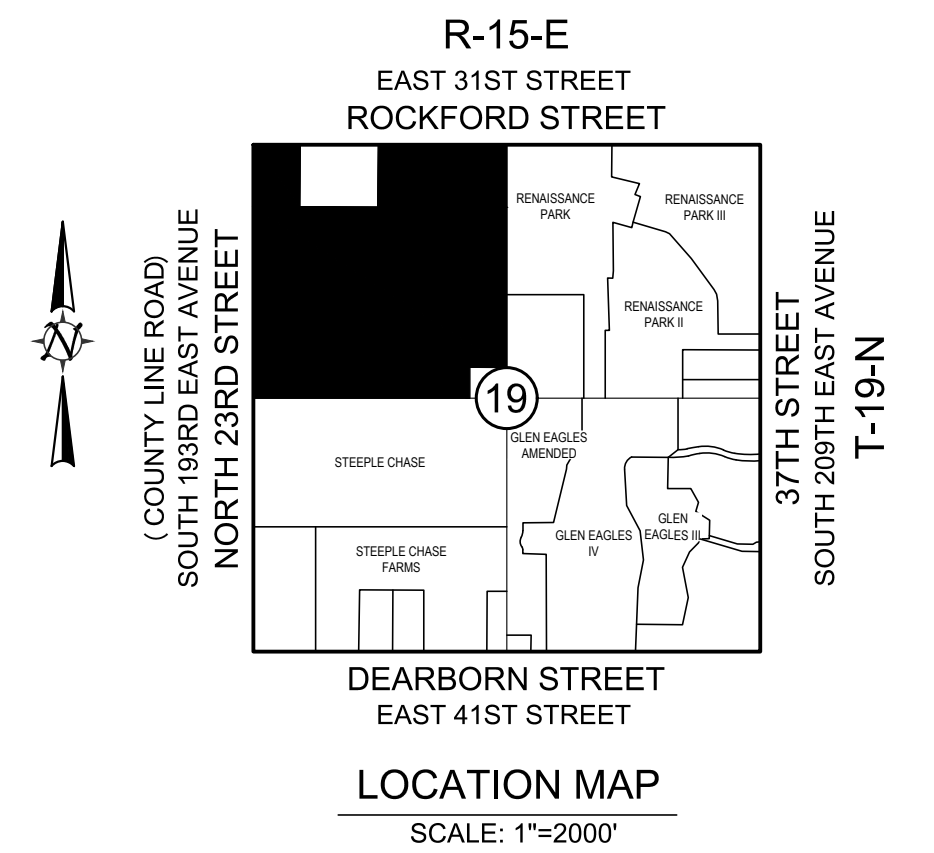 R-15-E
EAST 31ST STREET
ROCKFORD STREET
( COUNTY LINE ROAD)
SOUTH 193RD EAST AVENUE
NORTH 23RD STREET
N
RENAISSANCE
PARK
RENAISSANCE
PARK III
RENAISSANCE
PARK II
19
STEEPLE CHASE
GLEN EAGLES
AMENDED
STEEPLE CHASE
FARMS
GLEN EAGLES
IV
GLEN
EAGLES III
37TH STREET
SOUTH 209TH EAST AVENUE
T-19-N
DEARBORN STREET
EAST 41ST STREET
LOCATION MAP
SCALE: 1"=2000'